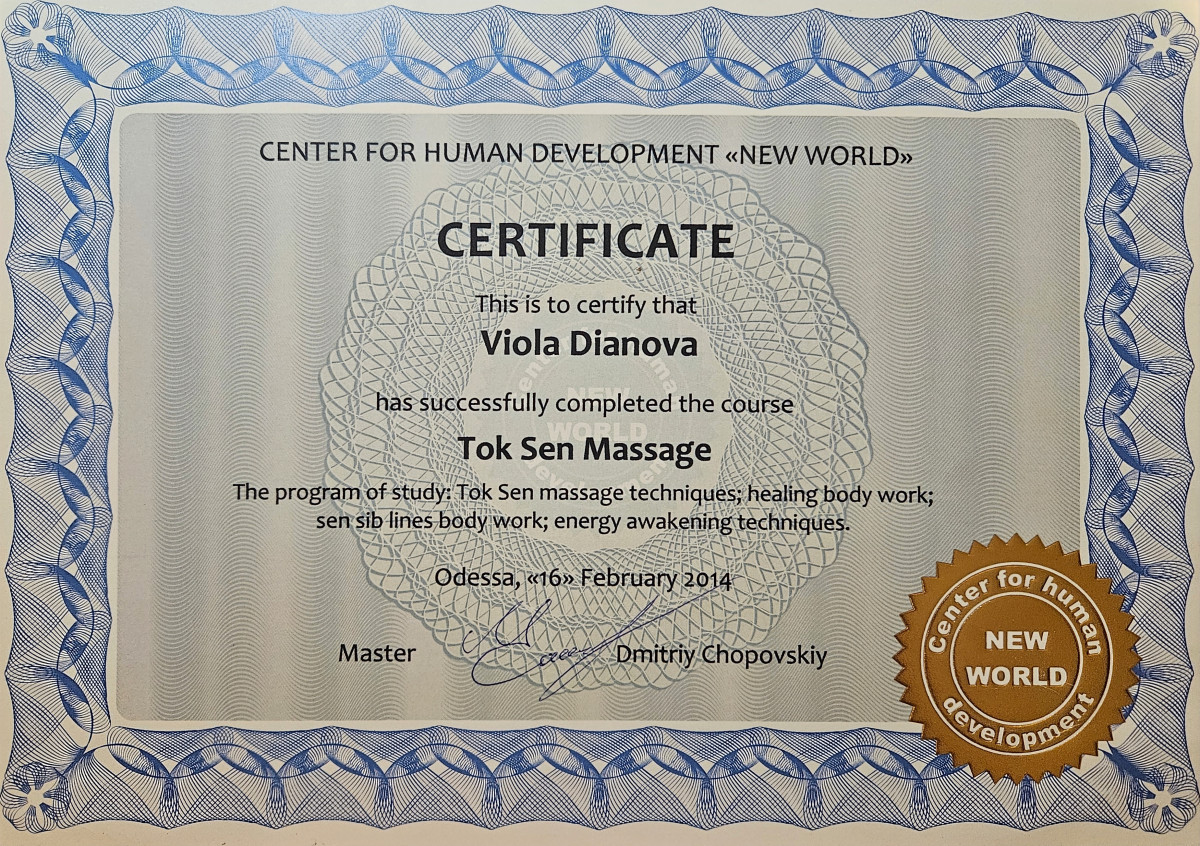 CENTER FOR HUMAN DEVELOPMENT «NEW WORLD»
CERTIFICATE
This is to certify that
Viola Dianova
has successfully completed the course
Tok Sen Massage
The program of study: Tok Sen massage techniques; healing body work;
sen sib lines body work; energy awakening techniques.
Odessa, «16» February 2014
Master Dmitriy Chopovskiy
Center for human
NEW
WORLD
development